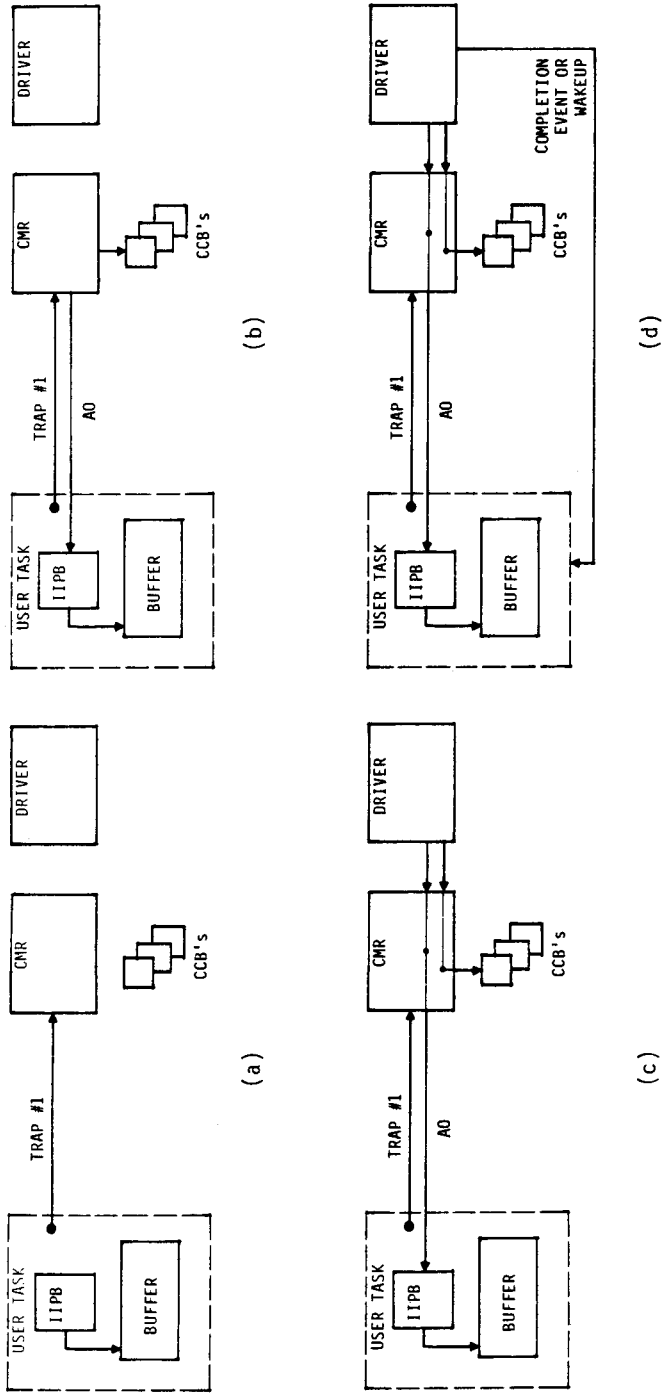 USER TASK
IIPB
BUFFER
TRAP #1
CMR
CCB's
DRIVER
(a)
USER TASK
IIPB
BUFFER
TRAP #1
A0
CMR
CCB's
DRIVER
(b)
USER TASK
IIPB
BUFFER
TRAP #1
A0
CMR
CCB's
DRIVER
(c)
USER TASK
IIPB
BUFFER
TRAP #1
A0
CMR
CCB's
DRIVER
COMPLETION
EVENT OR
WAKEUP
(d)